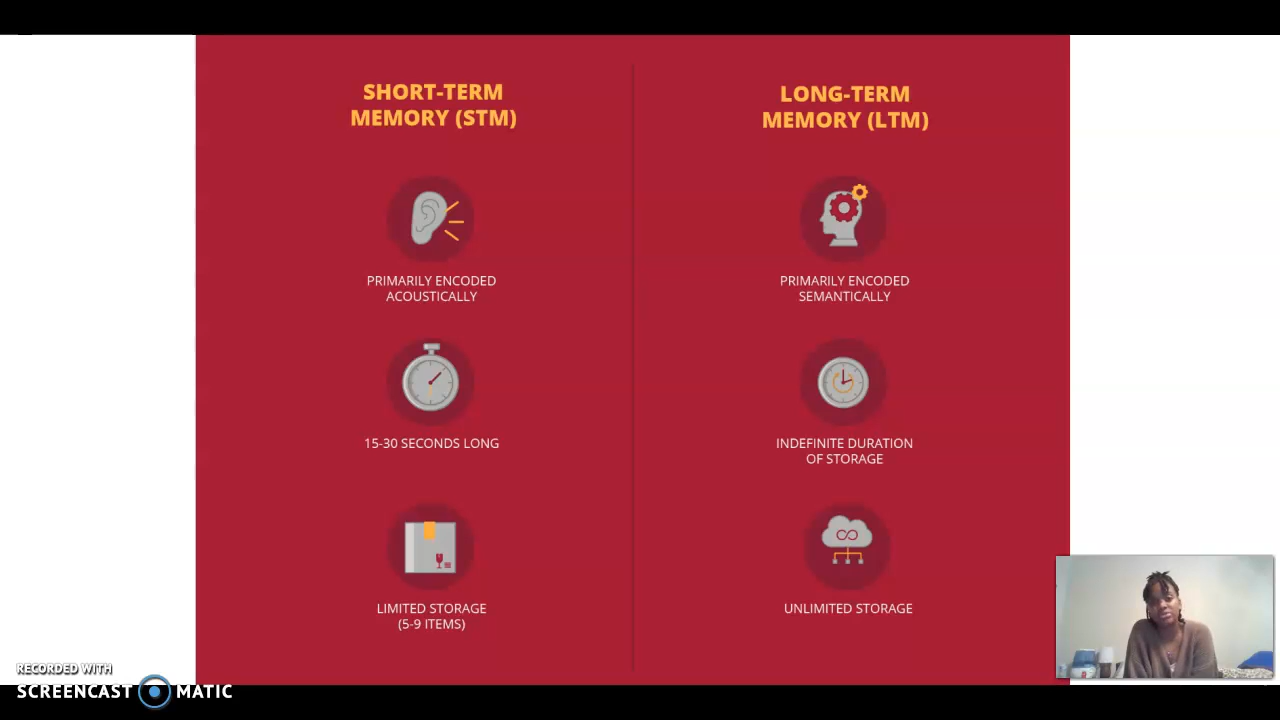 SHORT-TERM
MEMORY (STM)
PRIMARILY ENCODED
ACOUSTICALLY
15-30 SECONDS LONG
LIMITED STORAGE
(5-9 ITEMS)
LONG-TERM
MEMORY (LTM)
PRIMARILY ENCODED
SEMANTICALLY
INDEFINITE DURATION
OF STORAGE
UNLIMITED STORAGE
RECORDED WITH
SCREENCAST MATIC